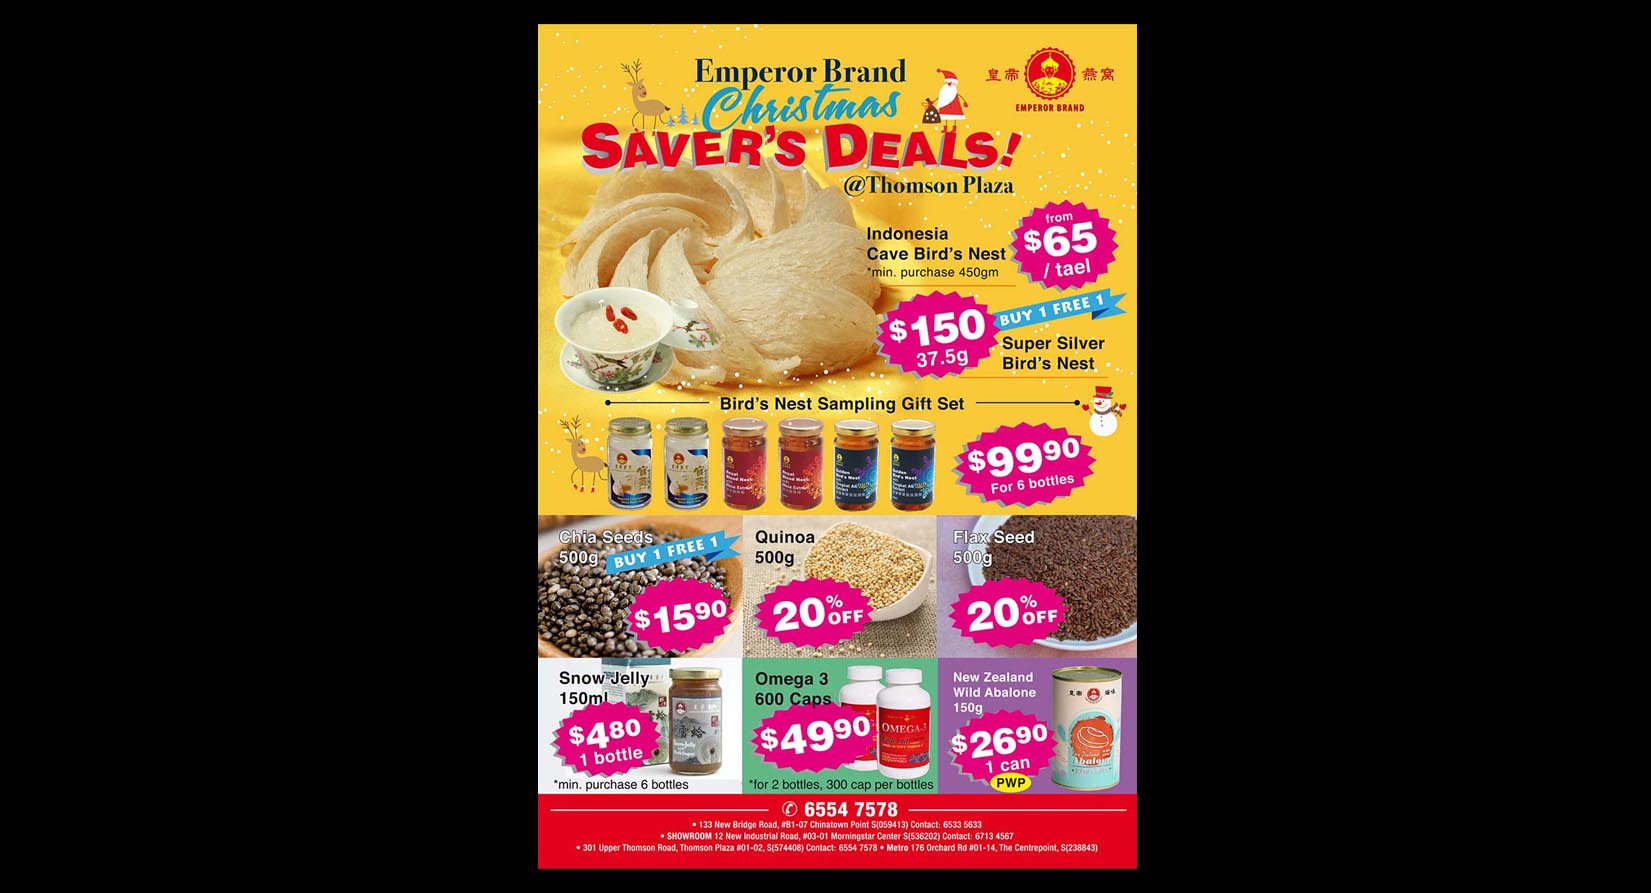 Emperor Brand
Christmas
SAVER'S DEALS!
@Thomson Plaza
皇帝 燕窝
EMPEROR BRAND
Indonesia
Cave Bird's Nest
*min. purchase 450gm
from
$65
/ tael
$150
37.5g
BUY 1 FREE 1
Super Silver
Bird's Nest
Bird's Nest Sampling Gift Set
$99 90
For 6 bottles
Chia Seeds
500g
BUY 1 FREE 1
$15 90
Quinoa
500g
20% OFF
Flax Seed
500g
20% OFF
Snow Jelly
150ml
$4 80
1 bottle
*min. purchase 6 bottles
Omega 3
600 Caps
$49 90
OMEGA-3
*for 2 bottles, 300 cap per bottles
New Zealand
Wild Abalone
150g
$26 90
1 can
PWP
皇帝
Abalone
6554 7578
• 133 New Bridge Road, #B1-07 Chinatown Point S(059413) Contact: 6533 5633
• SHOWROOM 12 New Industrial Road, #03-01 Morningstar Center S(536202) Contact: 6713 4567
• 301 Upper Thomson Road, Thomson Plaza #01-02, S(574408) Contact: 6554 7578 • Metro 176 Orchard Rd #01-14, The Centrepoint, S(238843)